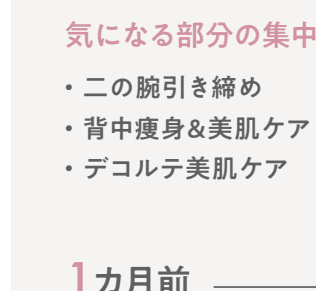 気になる部分の集中
・二の腕引き締め
・背中痩身&美肌ケア
・デコルテ美肌ケア
1カ月前